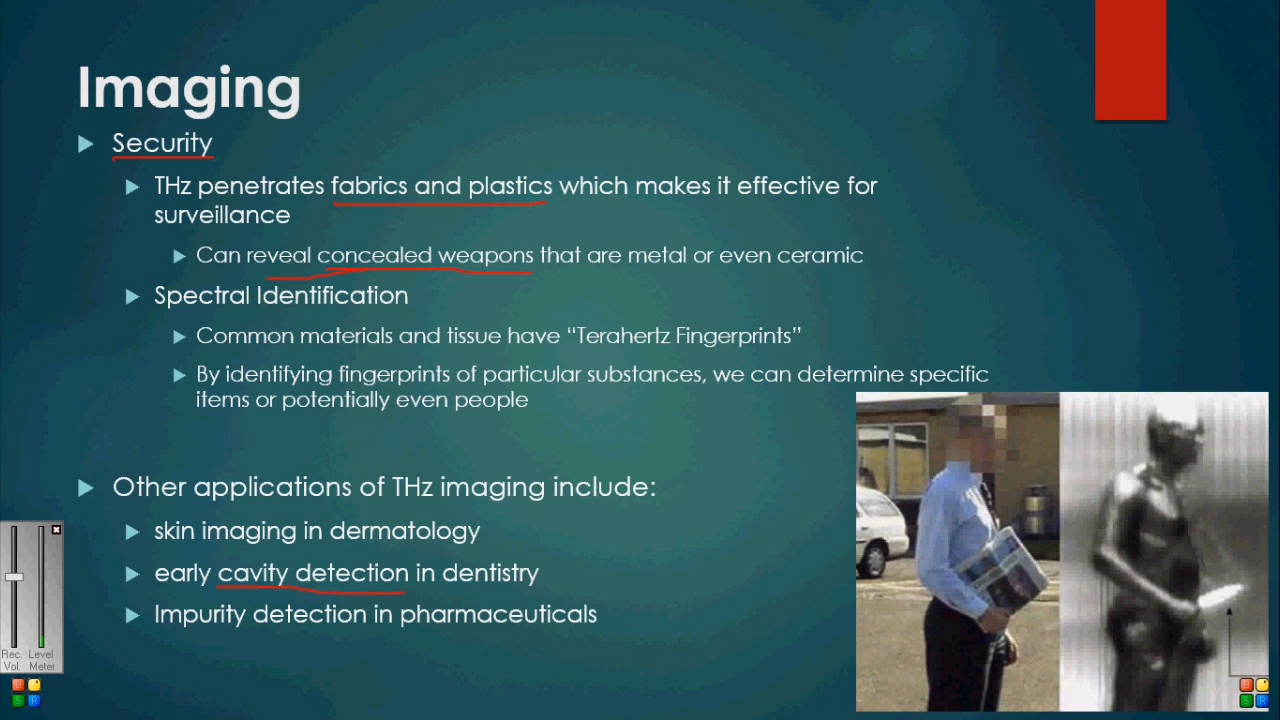 Imaging
Security
THz penetrates fabrics and plastics which makes it effective for
surveillance
Can reveal concealed weapons that are metal or even ceramic
Spectral Identification
Common materials and tissue have “Terahertz Fingerprints”
By identifying fingerprints of particular substances, we can determine specific
items or potentially even people
Other applications of THz imaging include:
skin imaging in dermatology
early cavity detection in dentistry
Impurity detection in pharmaceuticals
Rec. Level
Vol. Meter